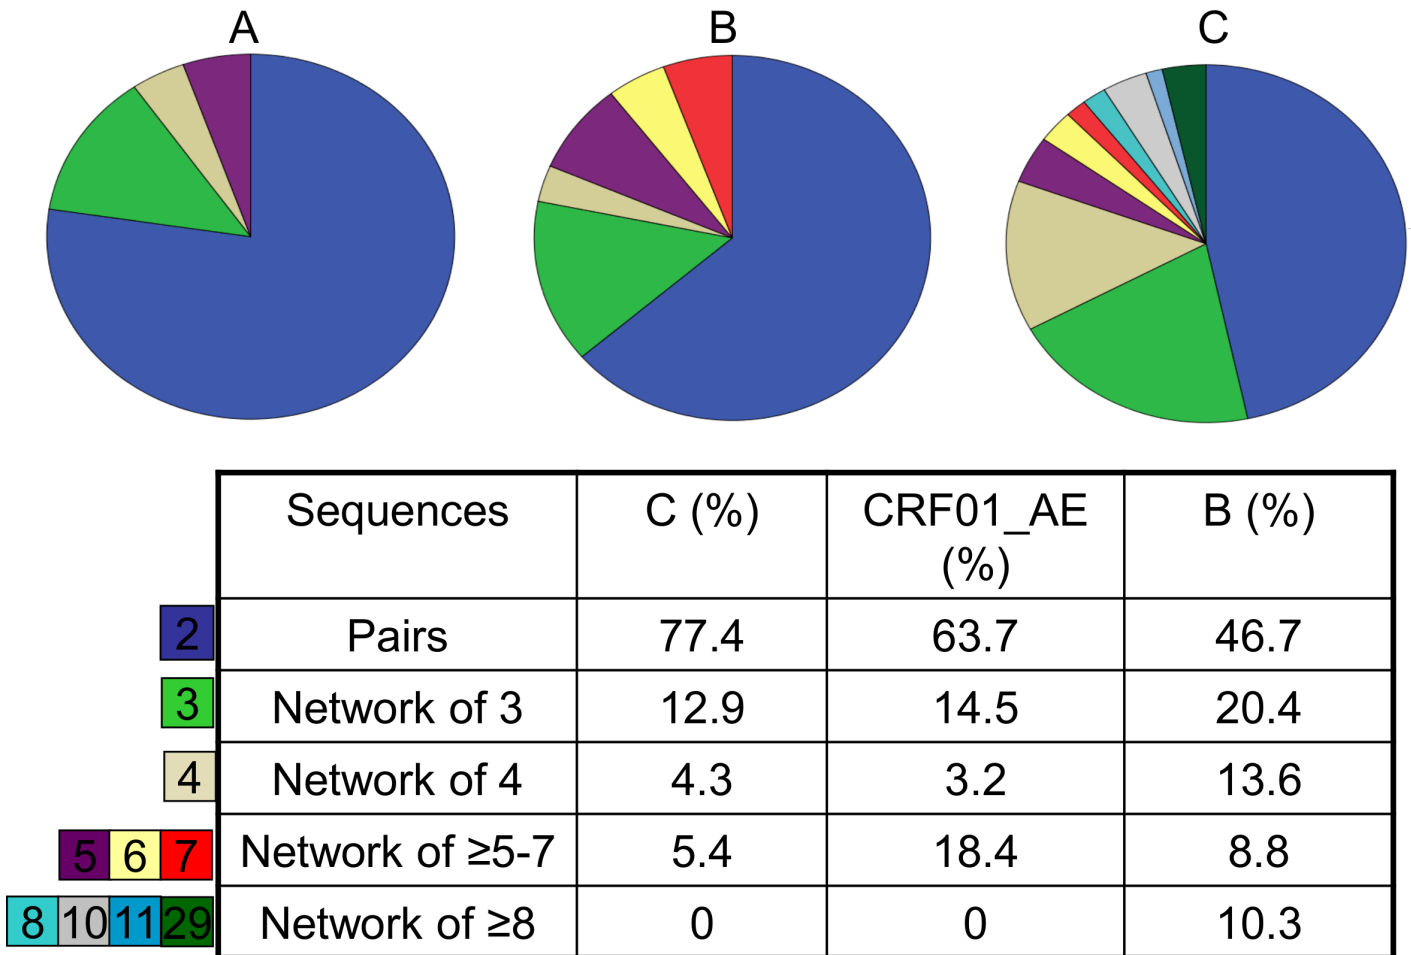 A B C
Sequences C (%) CRF01_AE B (%)
(%)
2 Pairs 77.4 63.7 46.7
3 Network of 3 12.9 14.5 20.4
4 Network of 4 4.3 3.2 13.6
5 6 7 Network of ≥5-7 5.4 18.4 8.8
8 10 11 29 Network of ≥8 0 0 10.3